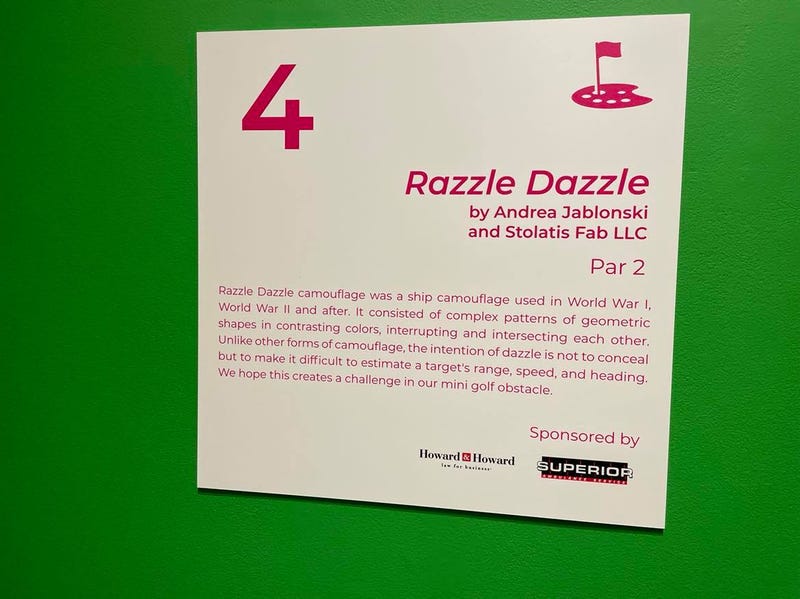 4
Razzle Dazzle
by Andrea Jablonski
and Stolatis Fab LLC
Par 2
Razzle Dazzle camouflage was a ship camouflage used in World War I,
World War II and after. It consisted of complex patterns of geometric
shapes in contrasting colors, interrupting and intersecting each other.
Unlike other forms of camouflage, the intention of dazzle is not to conceal
but to make it difficult to estimate a target's range, speed, and heading.
We hope this creates a challenge in our mini golf obstacle.
Sponsored by
Howard & Howard
law for business
SUPERIOR
AMBULANCE SERVICE